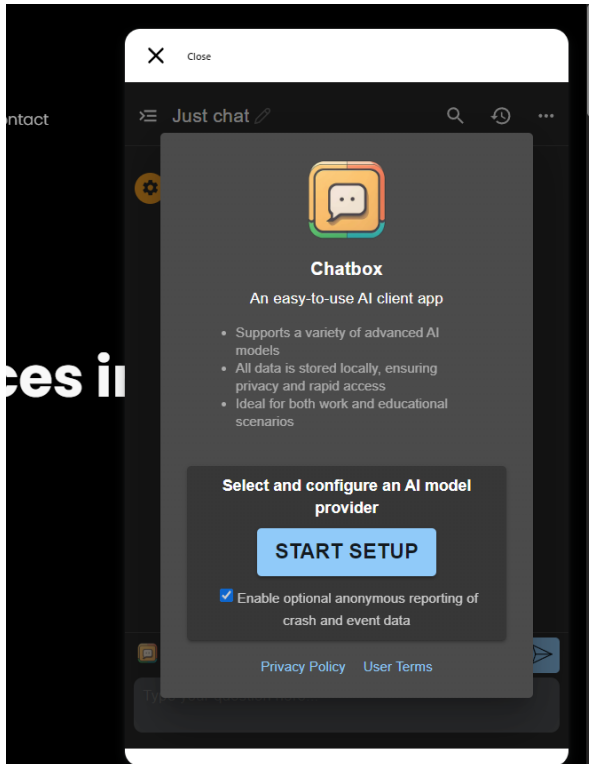 Close
ontact
Just chat
Chatbox
An easy-to-use AI client app
Supports a variety of advanced AI
models
All data is stored locally, ensuring
privacy and rapid access
Ideal for both work and educational
scenarios
ces i
Select and configure an AI model
provider
START SETUP
Enable optional anonymous reporting of
crash and event data
Privacy Policy User Terms